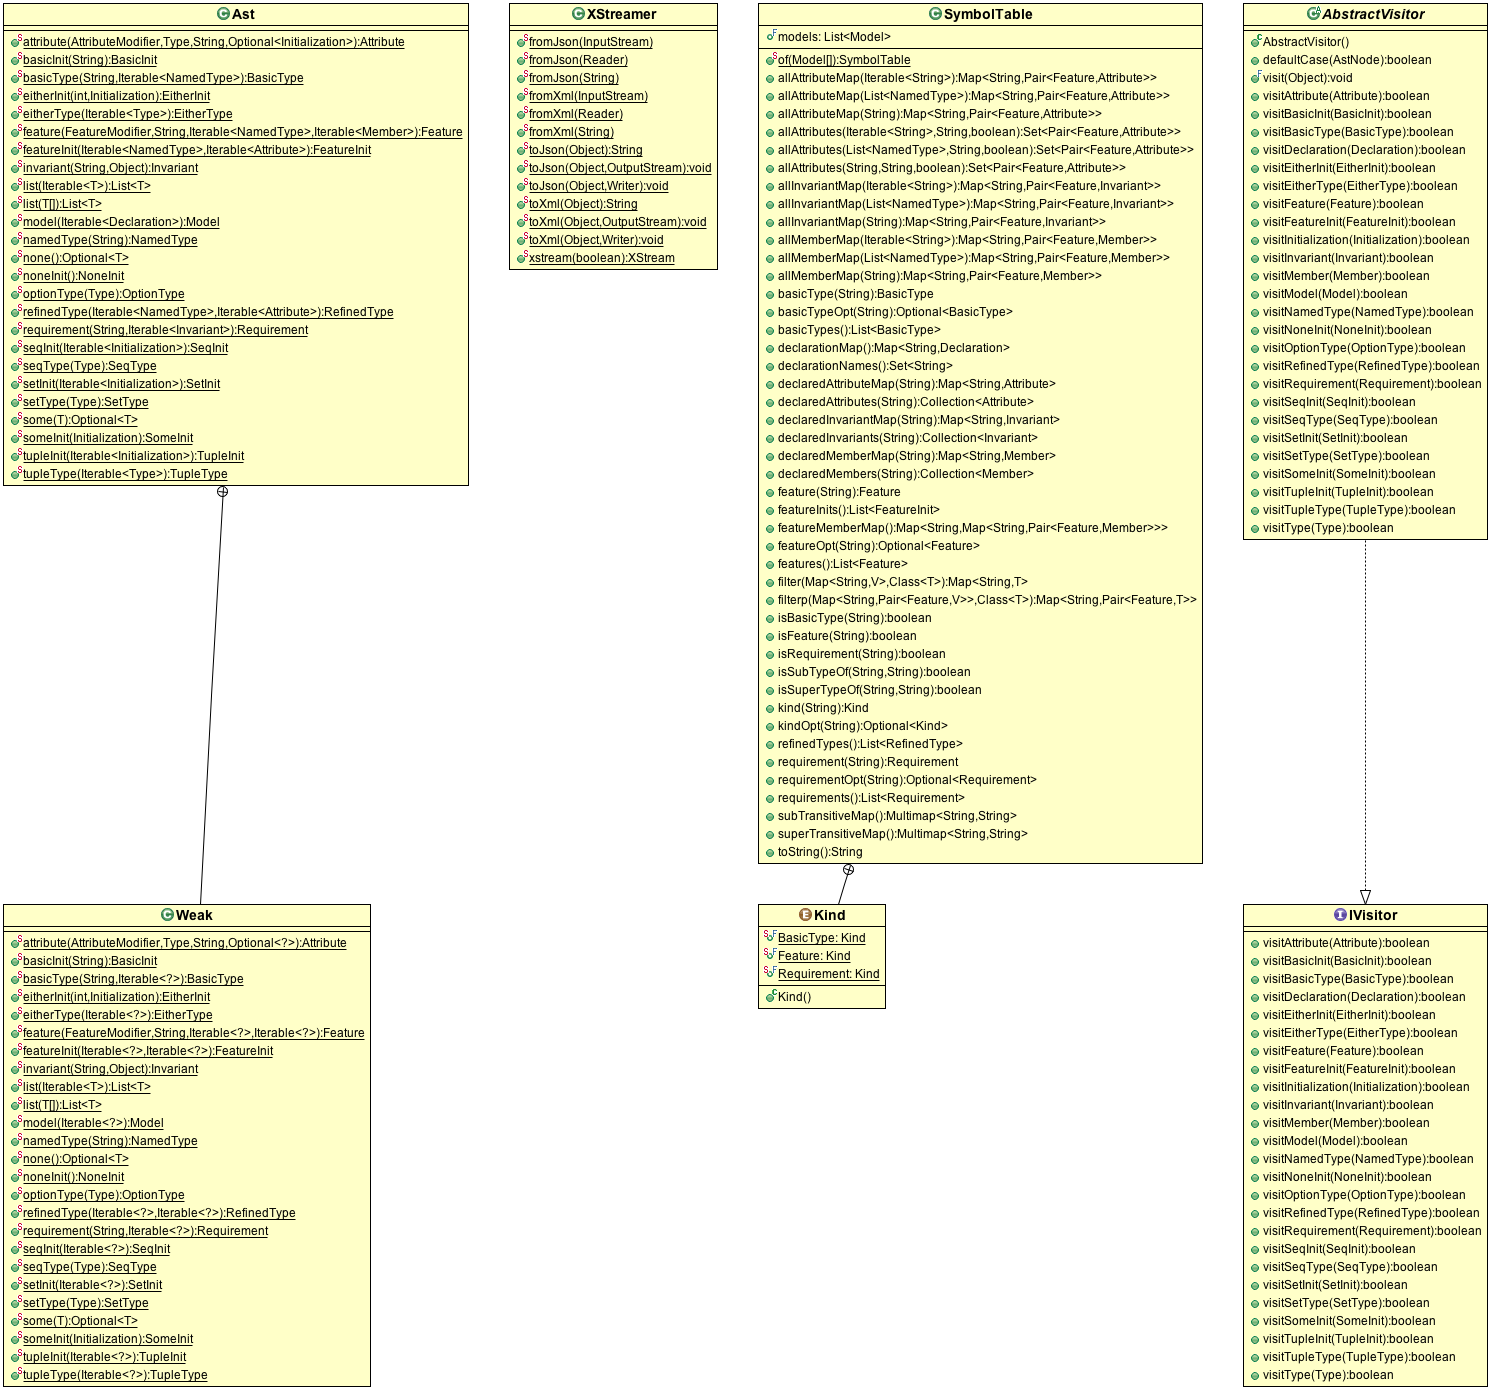 Ast
attribute(AttributeModifier,Type,String,Optional<Initialization>):Attribute
basicInit(String):BasicInit
basicType(String,Iterable<NamedType>):BasicType
eitherInit(int,Initialization):EitherInit
eitherType(Iterable<Type>):EitherType
feature(FeatureModifier,String,Iterable<NamedType>,Iterable<Member>):Feature
featureInit(Iterable<NamedType>,Iterable<Attribute>):FeatureInit
invariant(String,Object):Invariant
list(Iterable<T>):List<T>
list(T[]):List<T>
model(Iterable<Declaration>):Model
namedType(String):NamedType
none():Optional<T>
noneInit():NoneInit
optionType(Type):OptionType
refinedType(Iterable<NamedType>,Iterable<Attribute>):RefinedType
requirement(String,Iterable<Invariant>):Requirement
seqInit(Iterable<Initialization>):SeqInit
seqType(Type):SeqType
setInit(Iterable<Initialization>):SetInit
setType(Type):SetType
some(T):Optional<T>
someInit(Initialization):SomeInit
tupleInit(Iterable<Initialization>):TupleInit
tupleType(Iterable<Type>):TupleType
XStreamer
fromJson(InputStream)
fromJson(Reader)
fromJson(String)
fromXml(InputStream)
fromXml(Reader)
fromXml(String)
toJson(Object):String
toJson(Object,OutputStream):void
toJson(Object,Writer):void
toXml(Object):String
toXml(Object,OutputStream):void
toXml(Object,Writer):void
xstream(boolean):XStream
SymbolTable
models: List<Model>
of(Model[]):SymbolTable
allAttributeMap(Iterable<String>):Map<String,Pair<Feature,Attribute>>
allAttributeMap(List<NamedType>):Map<String,Pair<Feature,Attribute>>
allAttributeMap(String):Map<String,Pair<Feature,Attribute>>
allAttributes(Iterable<String>,String,boolean):Set<Pair<Feature,Attribute>>
allAttributes(List<NamedType>,String,boolean):Set<Pair<Feature,Attribute>>
allAttributes(String,String,boolean):Set<Pair<Feature,Attribute>>
allInvariantMap(Iterable<String>):Map<String,Pair<Feature,Invariant>>
allInvariantMap(List<NamedType>):Map<String,Pair<Feature,Invariant>>
allInvariantMap(String):Map<String,Pair<Feature,Invariant>>
allMemberMap(Iterable<String>):Map<String,Pair<Feature,Member>>
allMemberMap(List<NamedType>):Map<String,Pair<Feature,Member>>
allMemberMap(String):Map<String,Pair<Feature,Member>>
basicType(String):BasicType
basicTypeOpt(String):Optional<BasicType>
basicTypes():List<BasicType>
declarationMap():Map<String,Declaration>
declarationNames():Set<String>
declaredAttributeMap(String):Map<String,Attribute>
declaredAttributes(String):Collection<Attribute>
declaredInvariantMap(String):Map<String,Invariant>
declaredInvariants(String):Collection<Invariant>
declaredMemberMap(String):Map<String,Member>
declaredMembers(String):Collection<Member>
feature(String):Feature
featureInits():List<FeatureInit>
featureMemberMap():Map<String,Map<String,Pair<Feature,Member>>>
featureOpt(String):Optional<Feature>
features():List<Feature>
filter(Map<String,V>,Class<T>):Map<String,T>
filterp(Map<String,Pair<Feature,V>>,Class<T>):Map<String,Pair<Feature,T>>
isBasicType(String):boolean
isFeature(String):boolean
isRequirement(String):boolean
isSubTypeOf(String,String):boolean
isSuperTypeOf(String,String):boolean
kind(String):Kind
kindOpt(String):Optional<Kind>
refinedTypes():List<RefinedType>
requirement(String):Requirement
requirementOpt(String):Optional<Requirement>
requirements():List<Requirement>
subTransitiveMap():Multimap<String,String>
superTransitiveMap():Multimap<String,String>
toString():String
AbstractVisitor
AbstractVisitor()
defaultCase(AstNode):boolean
visit(Object):void
visitAttribute(Attribute):boolean
visitBasicInit(BasicInit):boolean
visitBasicType(BasicType):boolean
visitDeclaration(Declaration):boolean
visitEitherInit(EitherInit):boolean
visitEitherType(EitherType):boolean
visitFeature(Feature):boolean
visitFeatureInit(FeatureInit):boolean
visitInitialization(Initialization):boolean
visitInvariant(Invariant):boolean
visitMember(Member):boolean
visitModel(Model):boolean
visitNamedType(NamedType):boolean
visitNoneInit(NoneInit):boolean
visitOptionType(OptionType):boolean
visitRefinedType(RefinedType):boolean
visitRequirement(Requirement):boolean
visitSeqInit(SeqInit):boolean
visitSeqType(SeqType):boolean
visitSetInit(SetInit):boolean
visitSetType(SetType):boolean
visitSomeInit(SomeInit):boolean
visitTupleInit(TupleInit):boolean
visitTupleType(TupleType):boolean
visitType(Type):boolean
Weak
attribute(AttributeModifier,Type,String,Optional<?>):Attribute
basicInit(String):BasicInit
basicType(String,Iterable<?>):BasicType
eitherInit(int,Initialization):EitherInit
eitherType(Iterable<?>):EitherType
feature(FeatureModifier,String,Iterable<?>,Iterable<?>):Feature
featureInit(Iterable<?>,Iterable<?>):FeatureInit
invariant(String,Object):Invariant
list(Iterable<T>):List<T>
list(T[]):List<T>
model(Iterable<?>):Model
namedType(String):NamedType
none():Optional<T>
noneInit():NoneInit
optionType(Type):OptionType
refinedType(Iterable<?>,Iterable<?>):RefinedType
requirement(String,Iterable<?>):Requirement
seqInit(Iterable<?>):SeqInit
seqType(Type):SeqType
setInit(Iterable<?>):SetInit
setType(Type):SetType
some(T):Optional<T>
someInit(Initialization):SomeInit
tupleInit(Iterable<?>):TupleInit
tupleType(Iterable<?>):TupleType
Kind
BasicType: Kind
Feature: Kind
Requirement: Kind
Kind()
IVisitor
visitAttribute(Attribute):boolean
visitBasicInit(BasicInit):boolean
visitBasicType(BasicType):boolean
visitDeclaration(Declaration):boolean
visitEitherInit(EitherInit):boolean
visitEitherType(EitherType):boolean
visitFeature(Feature):boolean
visitFeatureInit(FeatureInit):boolean
visitInitialization(Initialization):boolean
visitInvariant(Invariant):boolean
visitMember(Member):boolean
visitModel(Model):boolean
visitNamedType(NamedType):boolean
visitNoneInit(NoneInit):boolean
visitOptionType(OptionType):boolean
visitRefinedType(RefinedType):boolean
visitRequirement(Requirement):boolean
visitSeqInit(SeqInit):boolean
visitSeqType(SeqType):boolean
visitSetInit(SetInit):boolean
visitSetType(SetType):boolean
visitSomeInit(SomeInit):boolean
visitTupleInit(TupleInit):boolean
visitTupleType(TupleType):boolean
visitType(Type):boolean